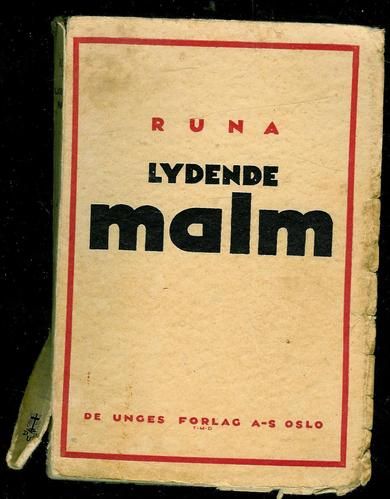 RUNA
LYDENDE
malm
DE UNGES FORLAG A-S OSLO